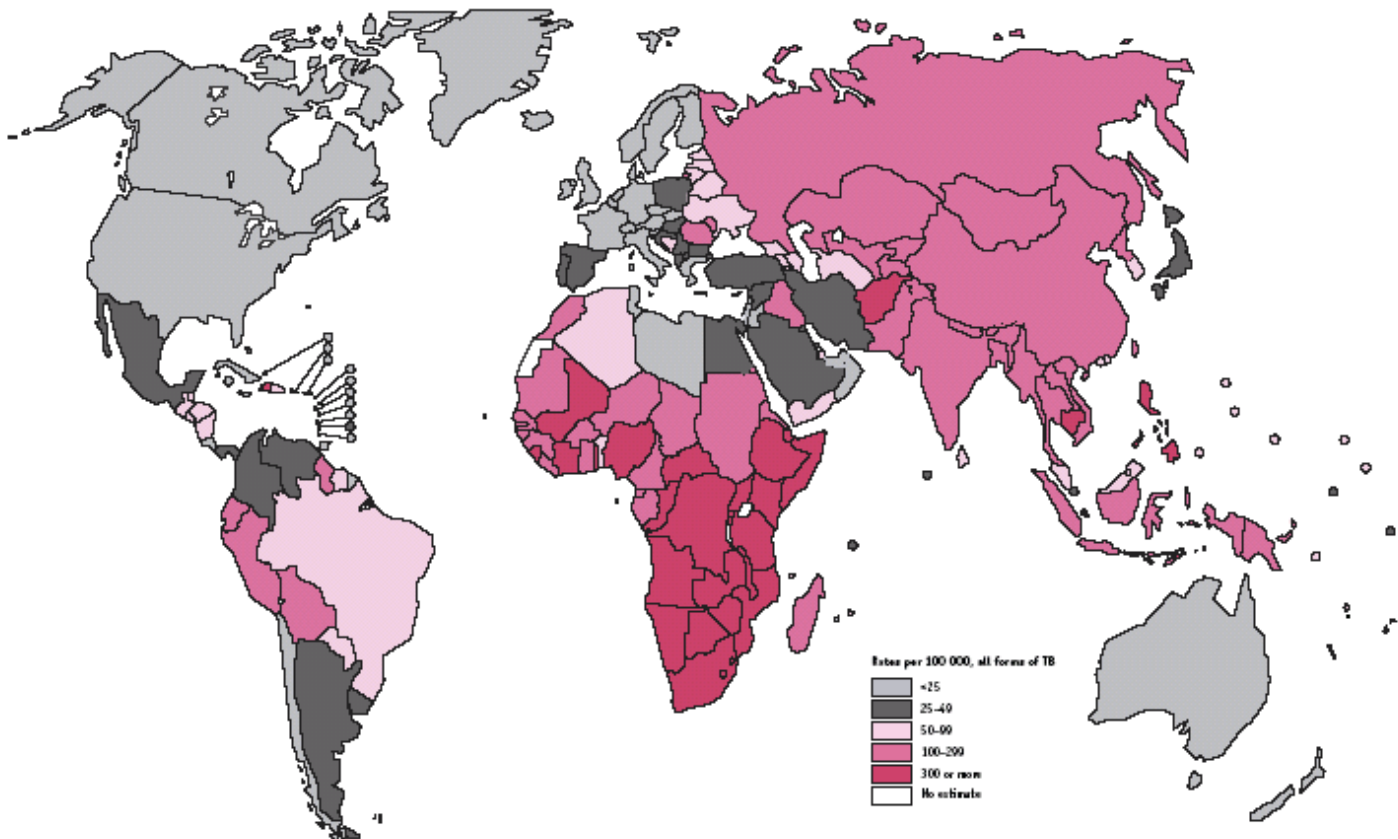 Rates per 100 000, all forms of TB
<25
25–49
50–99
100–299
300 or more
No estimate